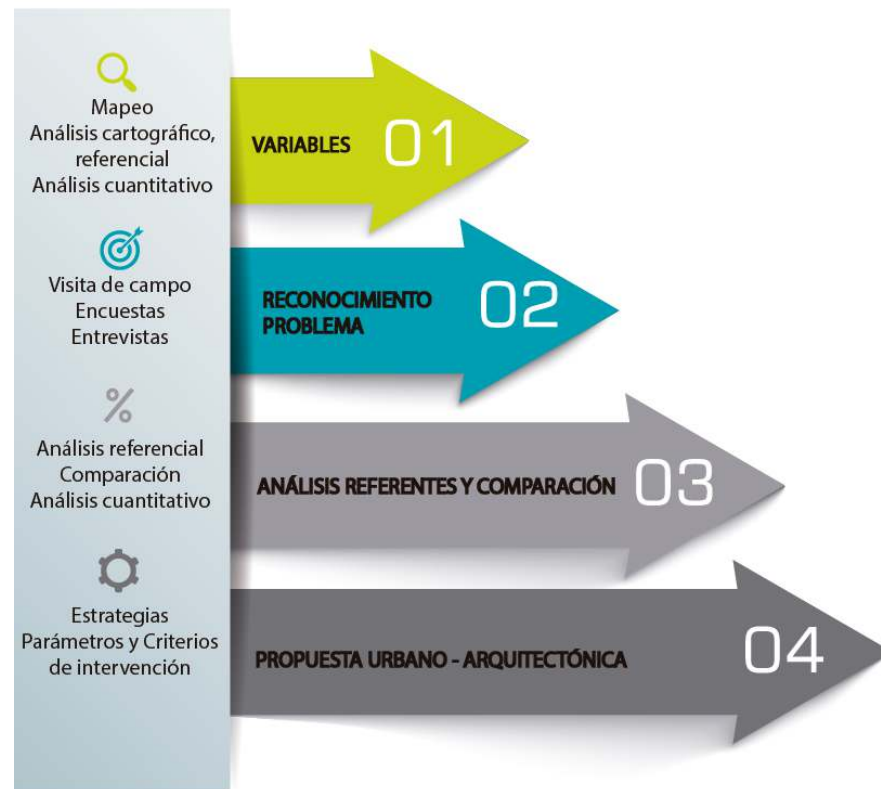 Mapeo
Análisis cartográfico,
referencial
Análisis cuantitativo
VARIABLES
01
Visita de campo
Encuestas
Entrevistas
RECONOCIMIENTO
PROBLEMA
02
Análisis referencial
Comparación
Análisis cuantitativo
ANÁLISIS REFERENTES Y COMPARACIÓN
03
Estrategias
Parámetros y Criterios
de intervención
PROPUESTA URBANO - ARQUITECTÓNICA
04